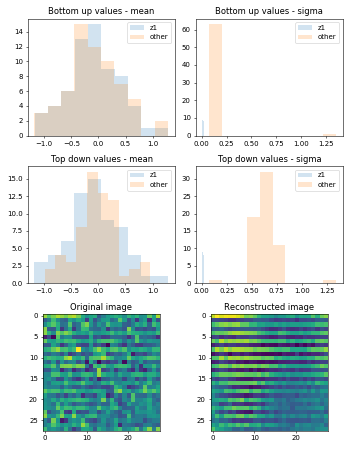 Bottom up values - mean
Bottom up values - sigma
z1
other
z1
other
0
2
4
6
8
10
12
14
0
10
20
30
40
50
60
−1.0 −0.5 0.0 0.5 1.0
0.00 0.25 0.50 0.75 1.00 1.25
Top down values - mean
Top down values - sigma
z1
other
z1
other
0.0
2.5
5.0
7.5
10.0
12.5
15.0
0
10
20
30
−1.0 −0.5 0.0 0.5 1.0
0.00 0.25 0.50 0.75 1.00 1.25
Original image
Reconstructed image
0
5
10
15
20
25
0
5
10
15
20
25
0 10 20
0 10 20